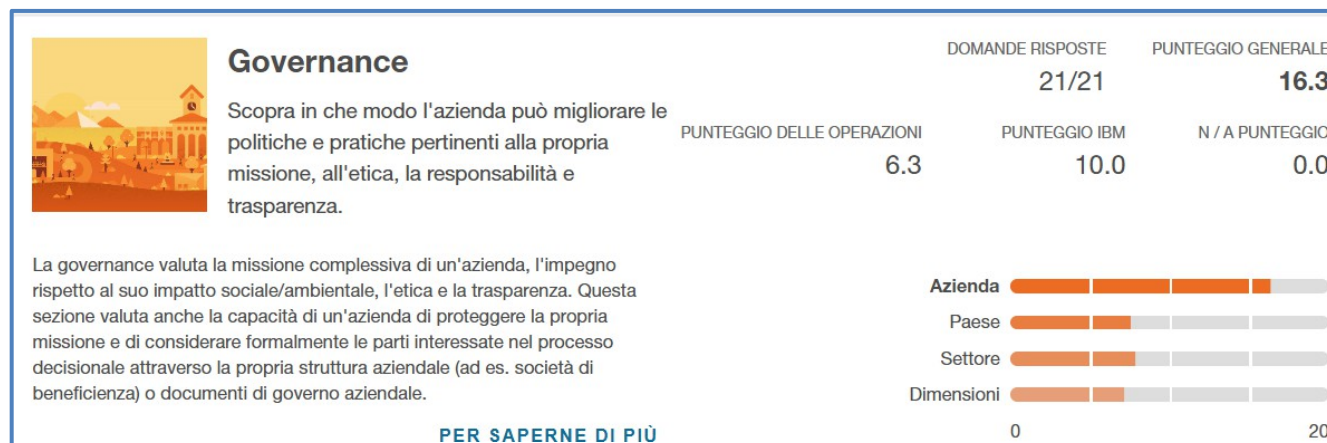 Governance
Scopra in che modo l'azienda può migliorare le
politiche e pratiche pertinenti alla propria
missione, all'etica, la responsabilità e
trasparenza.
DOMANDE RISPOSTE
21/21
PUNTEGGIO GENERALE
16.3
PUNTEGGIO DELLE OPERAZIONI
6.3
PUNTEGGIO IBM
10.0
N / A PUNTEGGIO
0.0
La governance valuta la missione complessiva di un'azienda, l'impegno
rispetto al suo impatto sociale/ambientale, l'etica e la trasparenza. Questa
sezione valuta anche la capacità di un'azienda di proteggere la propria
missione e di considerare formalmente le parti interessate nel processo
decisionale attraverso la propria struttura aziendale (ad es. società di
beneficienza) o documenti di governo aziendale.
PER SAPERNE DI PIÙ
Azienda
Paese
Settore
Dimensioni
0
20